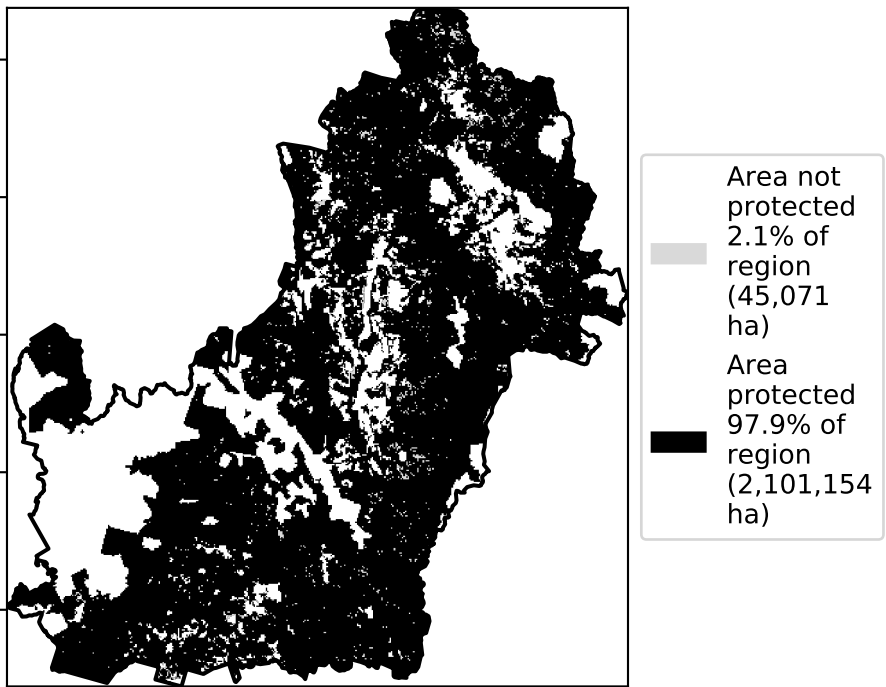 Area not
protected
2.1% of
region
(45,071
ha)
Area
protected
97.9% of
region
(2,101,154
ha)